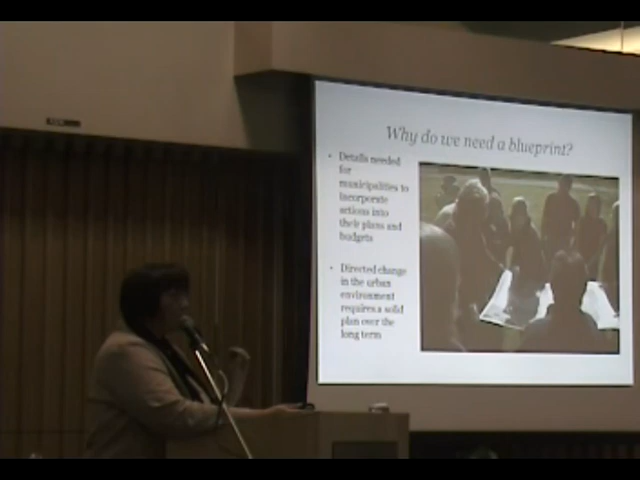 Why do we need a blueprint?
• Details needed
for
municipalities to
incorporate
actions into
their plans and
budgets
• Directed change
in the urban
environment
requires a solid
plan over the
long term